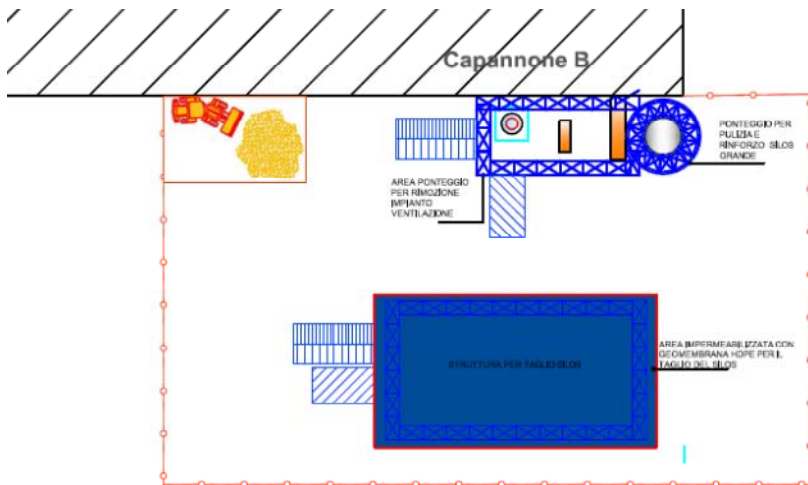 Capannone B
PONTEGGIO PER
PULIZIA E
RINFORZO SILOS
GRANDE
AREA PONTEGGIO
PER RIMOZIONE
IMPIANTO
VENTILAZIONE
STRUTTURA PER TAGLIO SILOS
AREA IMPERMEABILIZZATA CON
GEOMEMBRANA HDPE PER IL
TAGLIO DEL SILOS